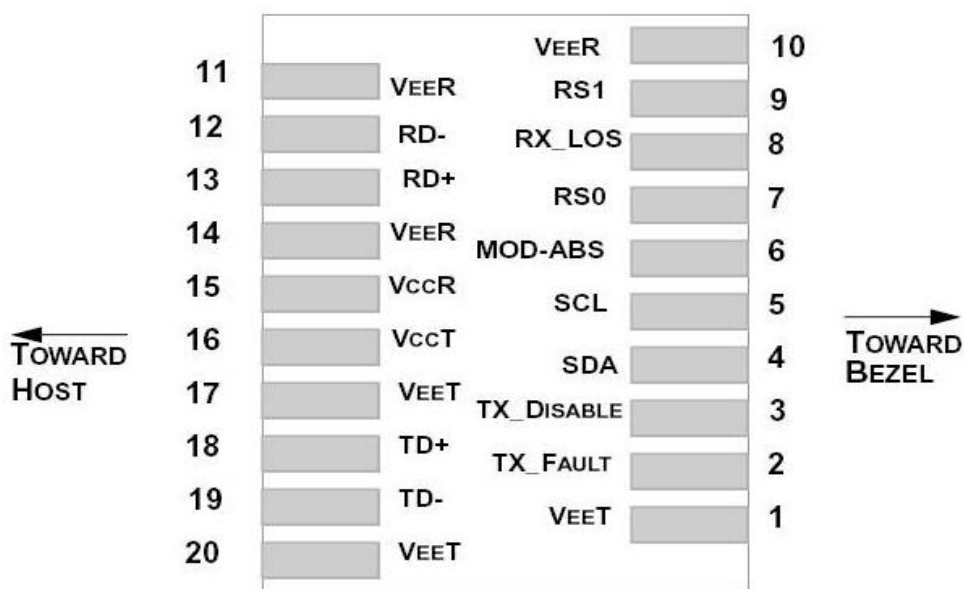 VEER 10
11 VEER
RS1 9
12 RD-
RX_LOS 8
13 RD+
RS0 7
14 VEER
MOD-ABS 6
15 VCCR
SCL 5
16 VCCT
TOWARD
HOST
TOWARD
BEZEL
SDA 4
17 VEET
TX_DISABLE 3
18 TD+
TX_FAULT 2
19 TD-
VEET 1
20 VEET